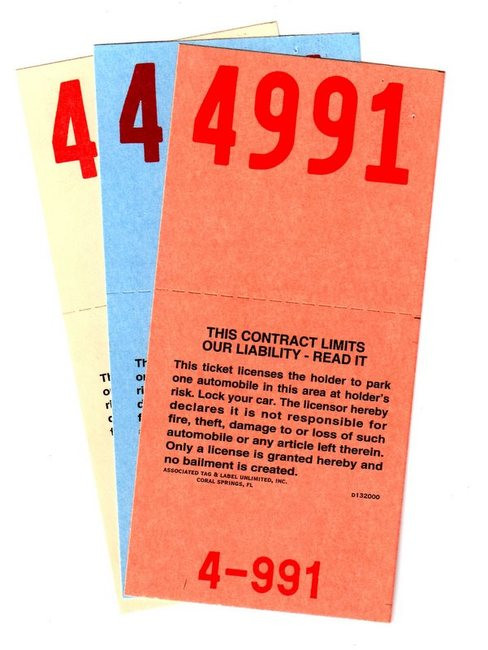 4
4
4991
THIS CONTRACT LIMITS
OUR LIABILITY - READ IT
This ticket licenses the holder to park
one automobile in this area at holder's
risk. Lock your car. The licensor hereby
declares it is not responsible for
fire, theft, damage to or loss of such
automobile or any article left therein.
Only a license is granted hereby and
no bailment is created.
ASSOCIATED TAG & LABEL UNLIMITED, INC.
CORAL SPRINGS, FL
D132000
4-991